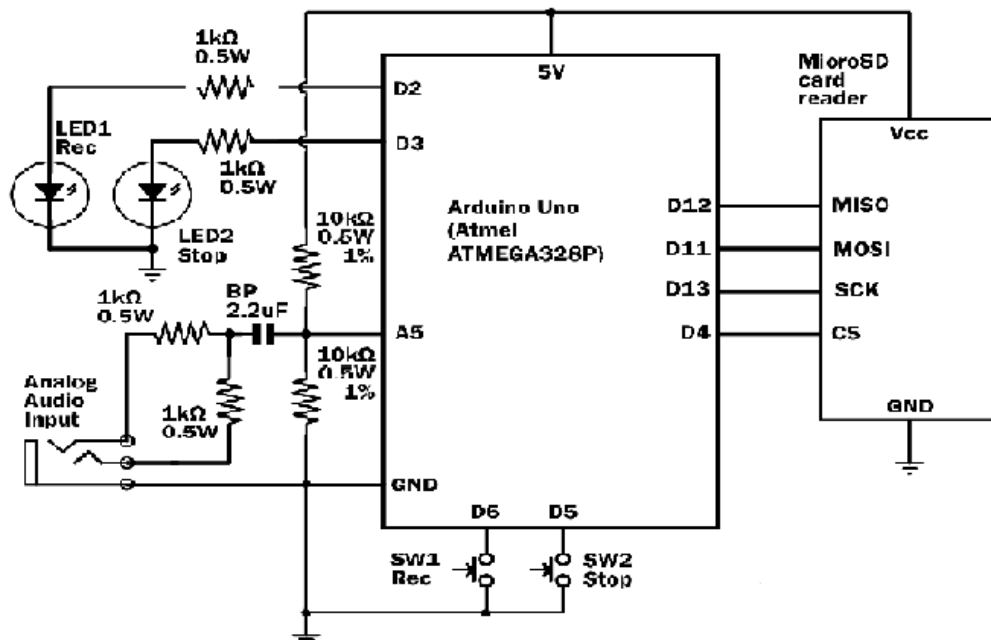 1kΩ
0.5W
5V
MioroSD
card
reader
D2
Vcc
LED1
Rec
D3
1kΩ
0.5W
LED2
Stop
10kΩ
0.5W
1%
Arduino Uno
(Atmel
ATMEGA328P)
D12
MISO
D11
MOSI
D13
SCK
D4
CS
1kΩ
0.5W
BP
2.2uF
A5
10kΩ
0.5W
1%
Analog
Audio
Input
1kΩ
0.5W
GND
GND
D6
D5
SW1
Rec
SW2
Stop